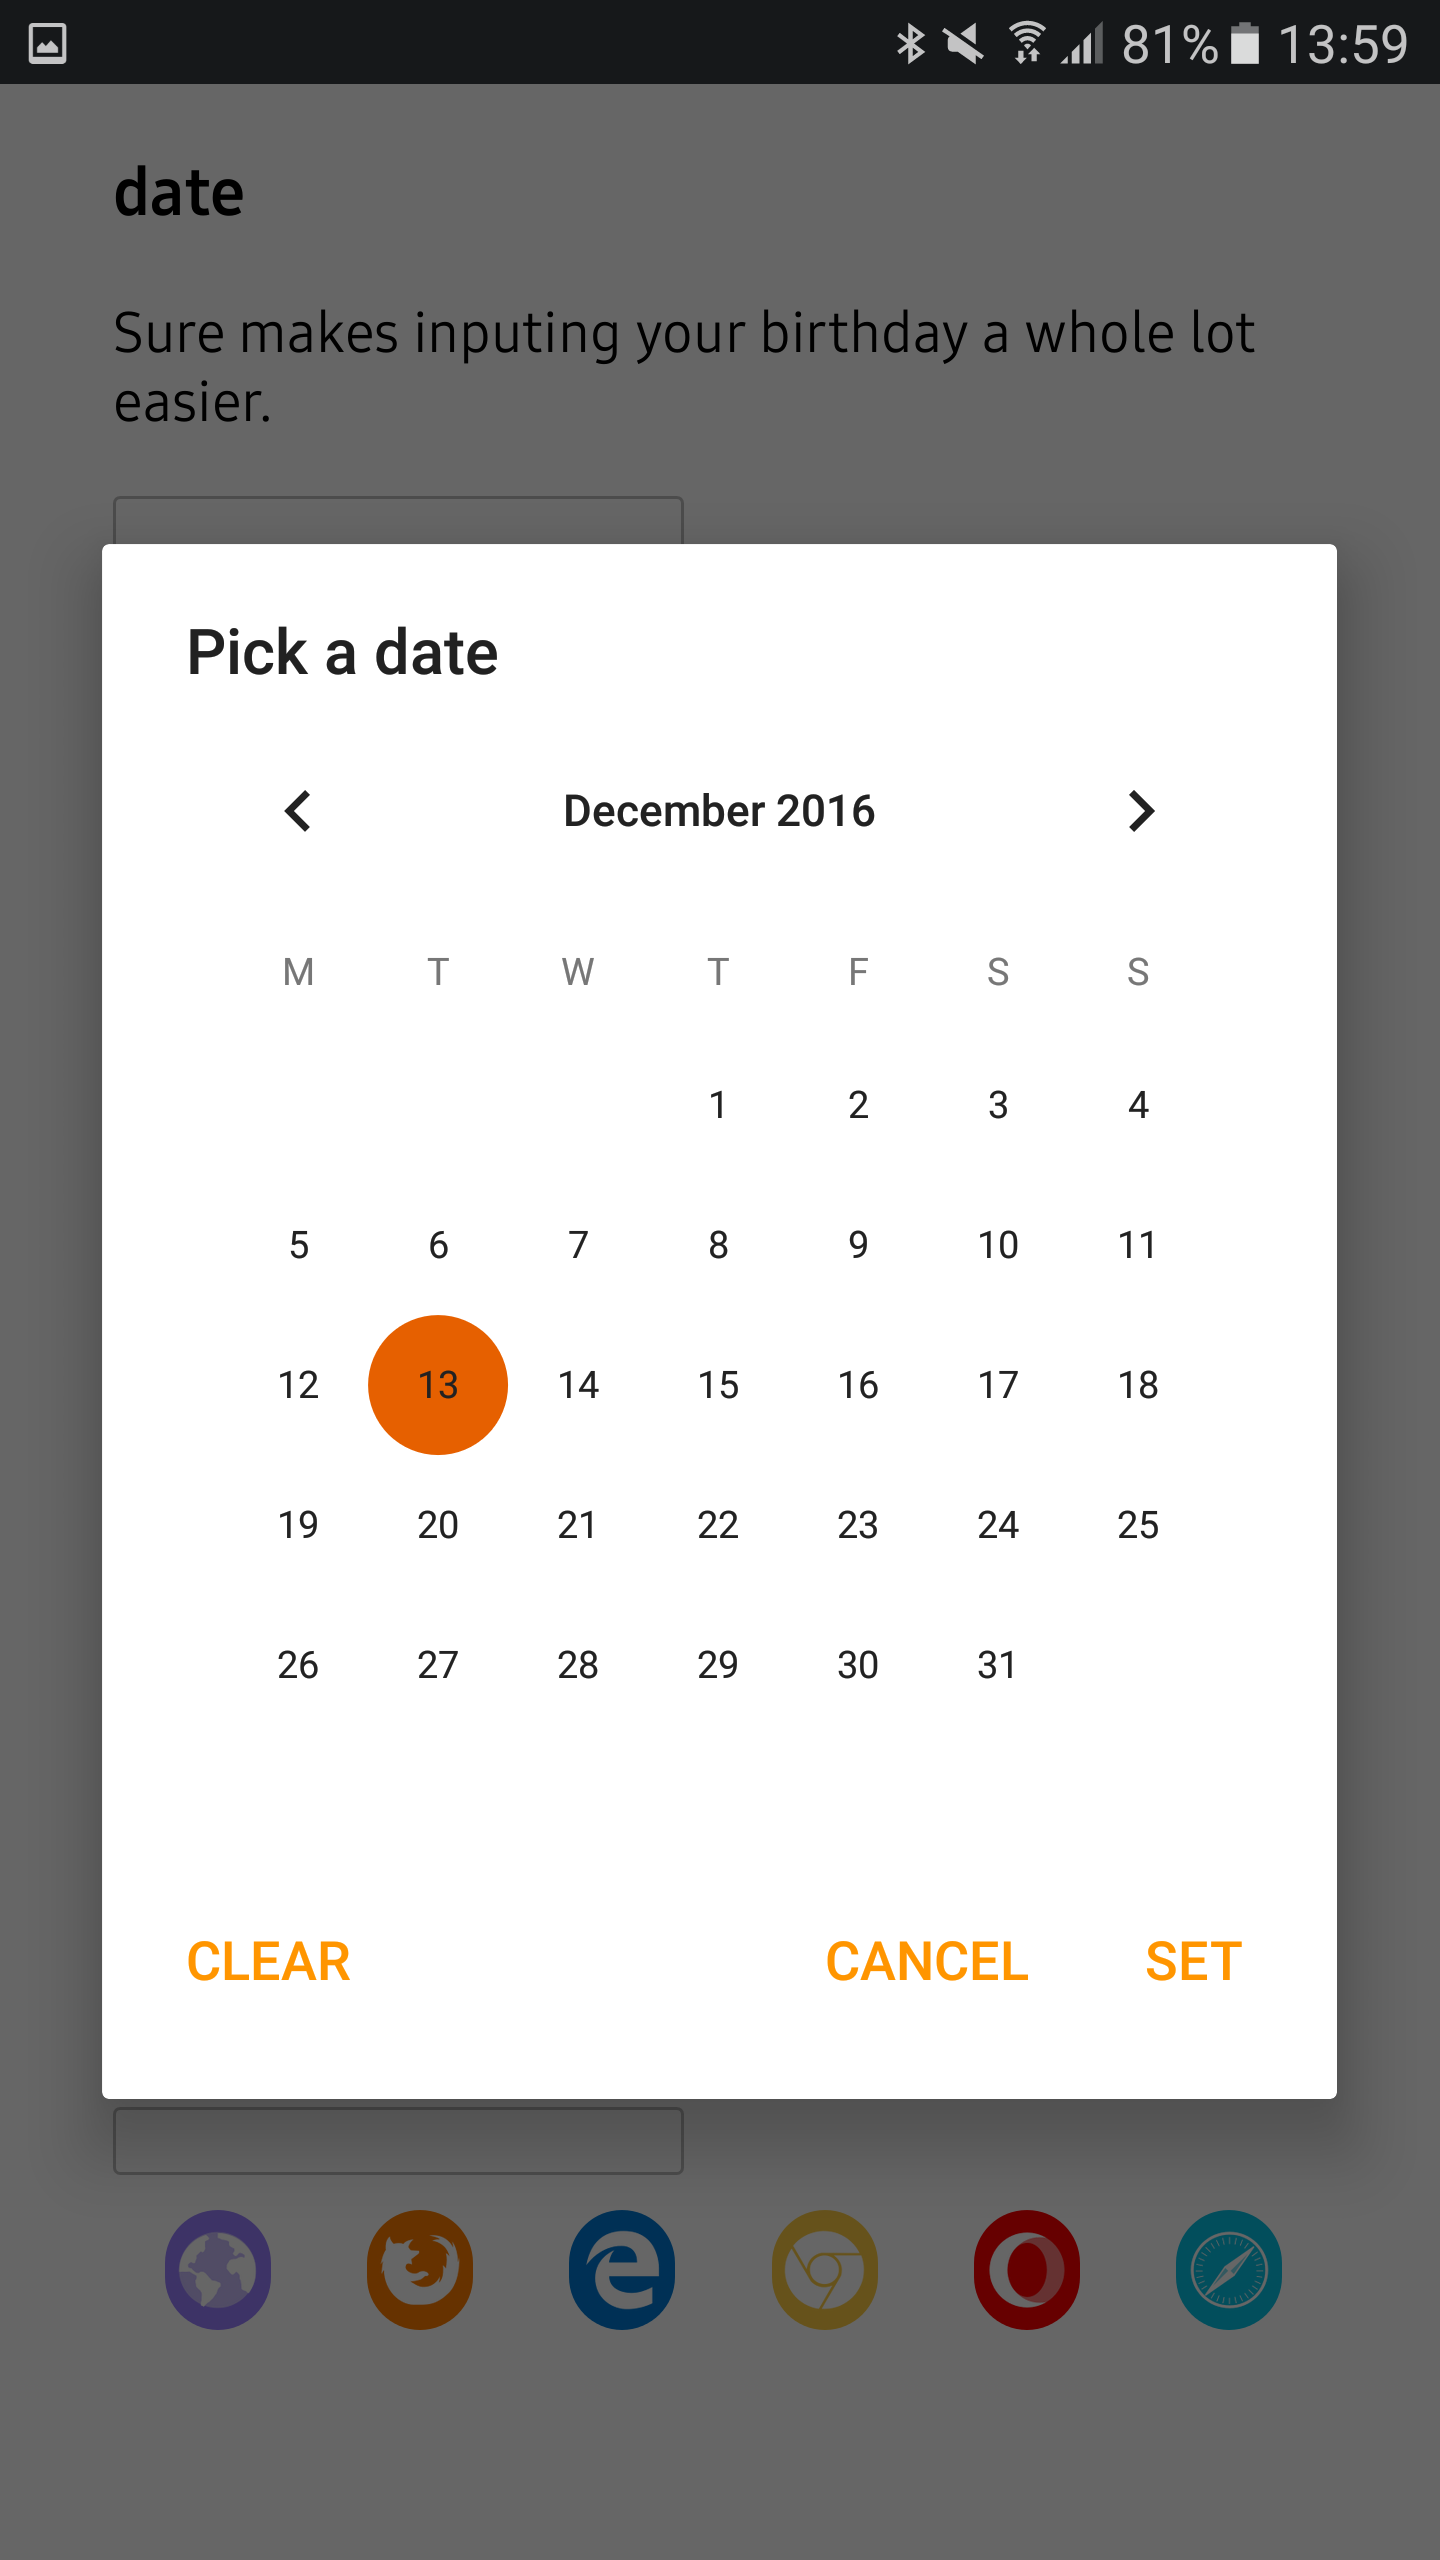 81% 13:59
date
Sure makes inputing your birthday a whole lot
easier.
Pick a date
December 2016
M T W T F S S
1 2 3 4
5 6 7 8 9 10 11
12 13 14 15 16 17 18
19 20 21 22 23 24 25
26 27 28 29 30 31
CLEAR CANCEL SET